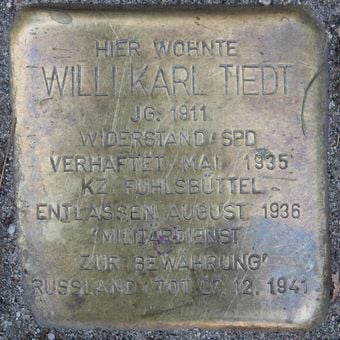 HIER WOHNTE
WILLI KARL TIEDT
JG. 1911
WIDERSTAND / SPD
VERHAFTET MAI 1935
KZ FUHLSBÜTTEL
ENTLASSEN AUGUST 1936
"MILITÄRDIENST
ZUR BEWÄHRUNG"
RUSSLAND / TOT 27.12.1941